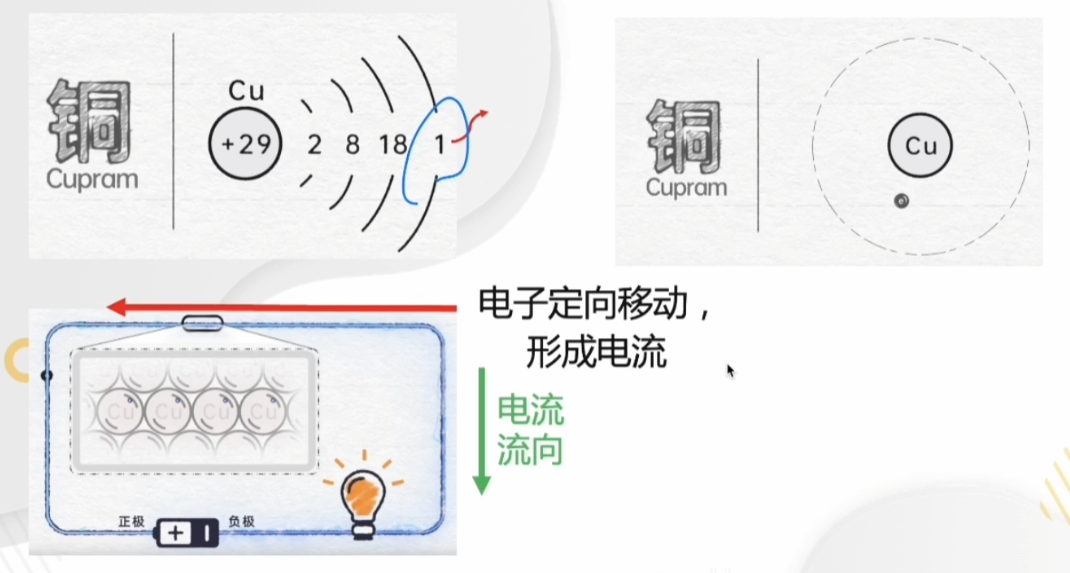 铜
Cupram
Cu
+29 2 8 18 1
铜
Cupram
Cu
电子定向移动，
形成电流
电流
流向
Cu Cu Cu Cu
正极 + 负极